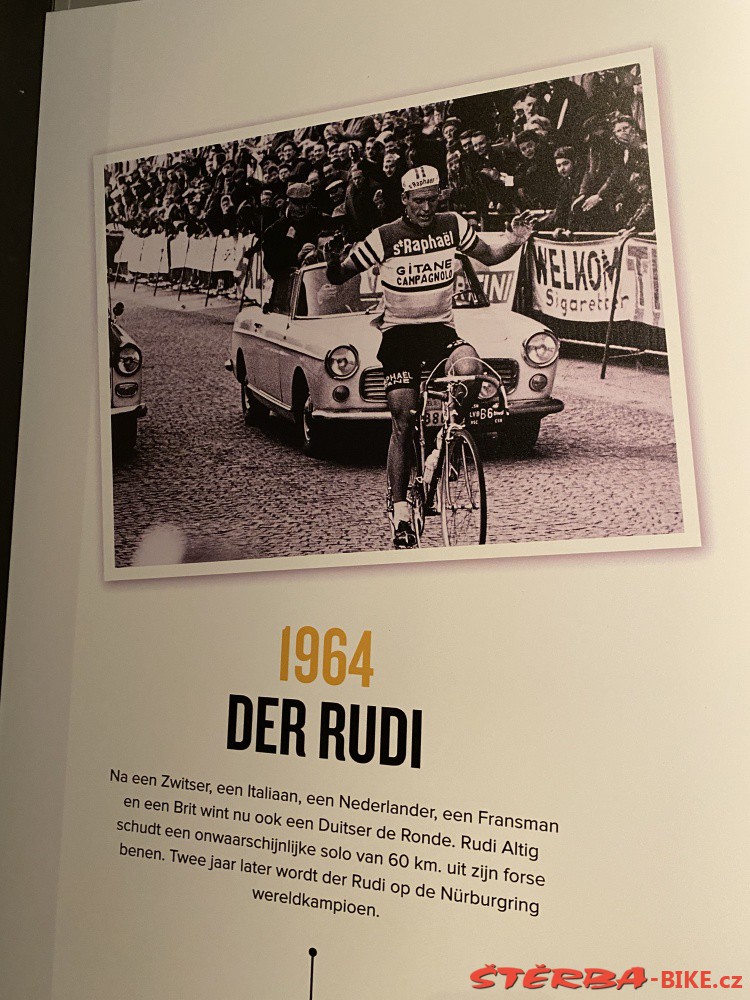 St Raphaël
St Raphaël
GITANE
CAMPAGNOLO
WELKOM
Sigaretten
1964
DER RUDI
Na een Zwitser, een Italiaan, een Nederlander, een Fransman
en een Brit wint nu ook een Duitser de Ronde. Rudi Altig
schudt een onwaarschijnlijke solo van 60 km. uit zijn forse
benen. Twee jaar later wordt der Rudi op de Nürburgring
wereldkampioen.
ŠTĚRBA-BIKE.cz